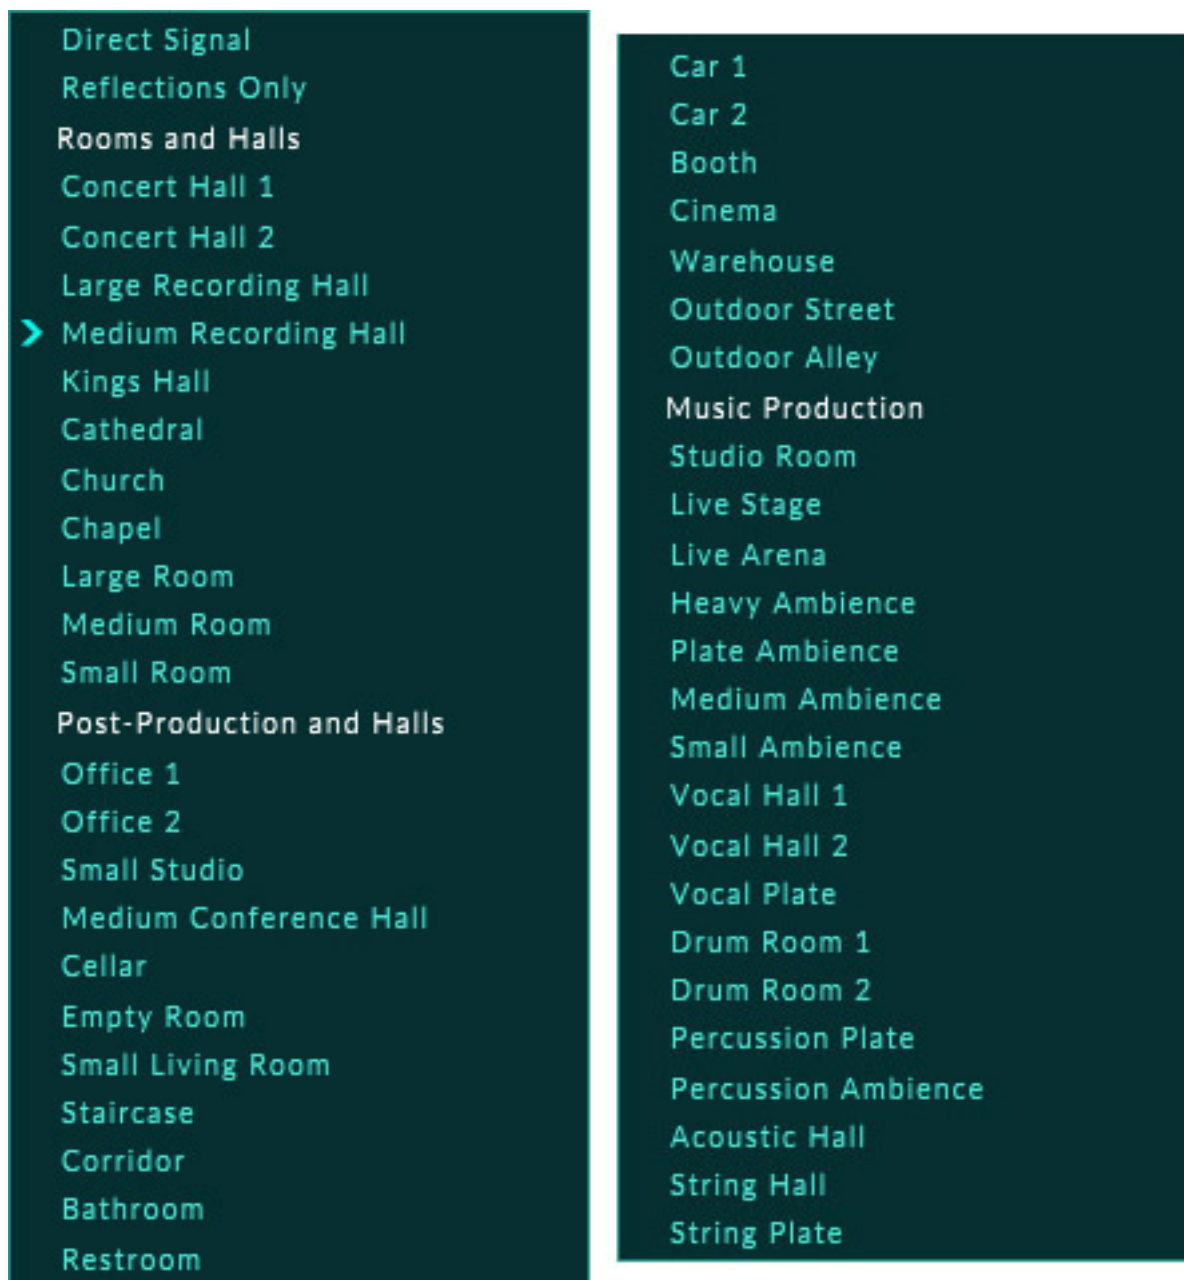 Direct Signal
Reflections Only
Rooms and Halls
Concert Hall 1
Concert Hall 2
Large Recording Hall
Medium Recording Hall
Kings Hall
Cathedral
Church
Chapel
Large Room
Medium Room
Small Room
Post-Production and Halls
Office 1
Office 2
Small Studio
Medium Conference Hall
Cellar
Empty Room
Small Living Room
Staircase
Corridor
Bathroom
Restroom
Car 1
Car 2
Booth
Cinema
Warehouse
Outdoor Street
Outdoor Alley
Music Production
Studio Room
Live Stage
Live Arena
Heavy Ambience
Plate Ambience
Medium Ambience
Small Ambience
Vocal Hall 1
Vocal Hall 2
Vocal Plate
Drum Room 1
Drum Room 2
Percussion Plate
Percussion Ambience
Acoustic Hall
String Hall
String Plate